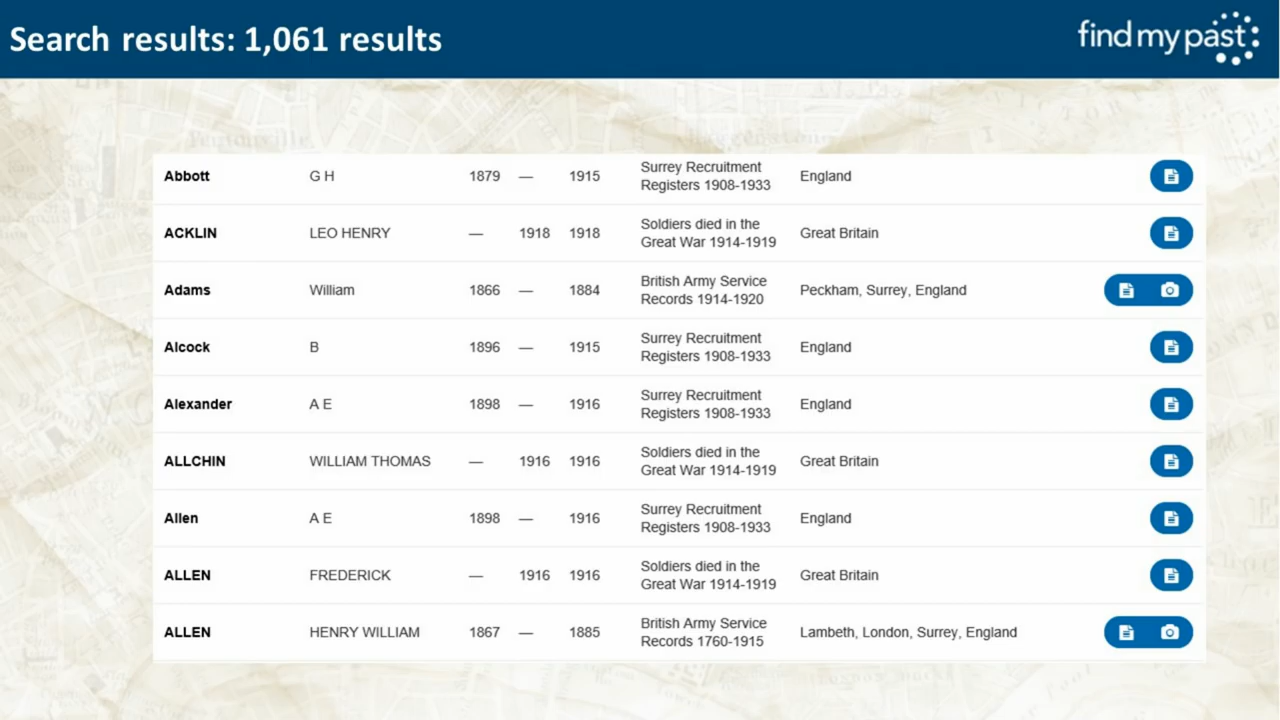 Search results: 1,061 results
findmypast
Abbott G H 1879 — 1915 Surrey Recruitment Registers 1908-1933 England
ACKLIN LEO HENRY — 1918 1918 Soldiers died in the Great War 1914-1919 Great Britain
Adams William 1866 — 1884 British Army Service Records 1914-1920 Peckham, Surrey, England
Alcock B 1896 — 1915 Surrey Recruitment Registers 1908-1933 England
Alexander A E 1898 — 1916 Surrey Recruitment Registers 1908-1933 England
ALLCHIN WILLIAM THOMAS — 1916 1916 Soldiers died in the Great War 1914-1919 Great Britain
Allen A E 1898 — 1916 Surrey Recruitment Registers 1908-1933 England
ALLEN FREDERICK — 1916 1916 Soldiers died in the Great War 1914-1919 Great Britain
ALLEN HENRY WILLIAM 1867 — 1885 British Army Service Records 1760-1915 Lambeth, London, Surrey, England